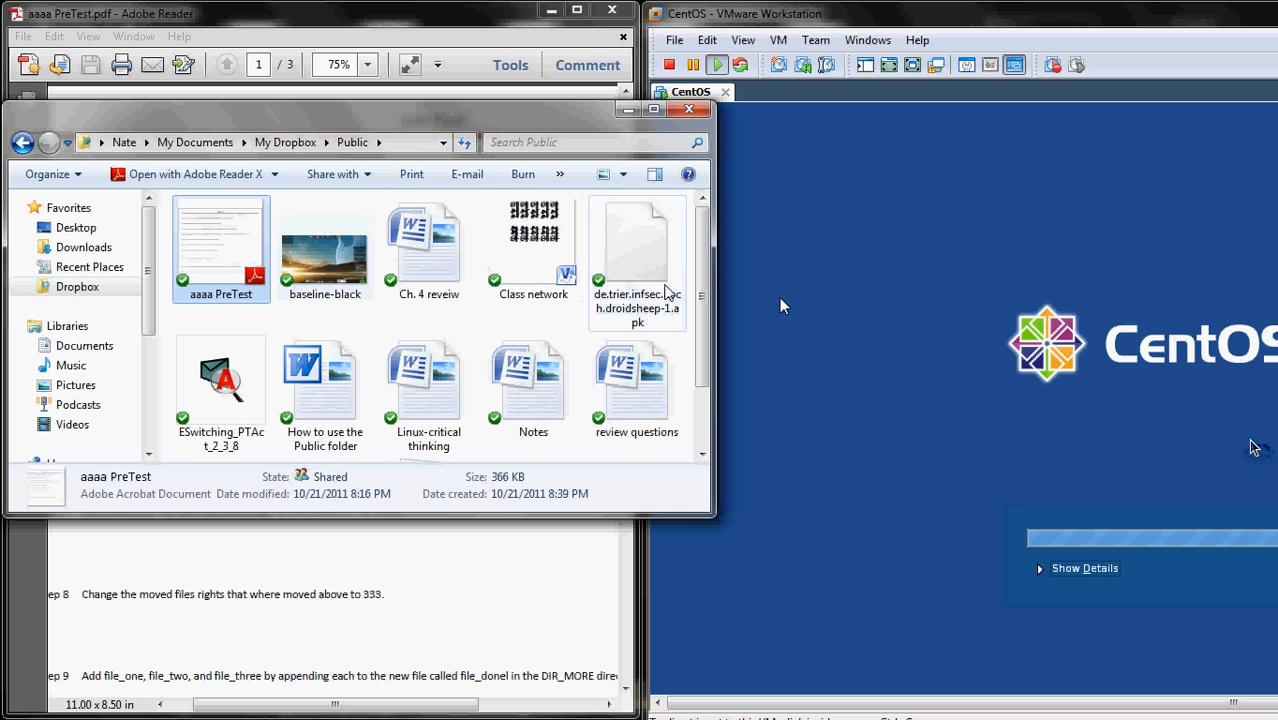 aaaa PreTest.pdf - Adobe Reader
File Edit View Window Help
1 / 3 75% Tools Comment
Nate My Documents My Dropbox Public Search Public
Organize Open with Adobe Reader X Share with Print E-mail Burn »
Favorites
Desktop
Downloads
Recent Places
Dropbox
Libraries
Documents
Music
Pictures
Podcasts
Videos
aaaa PreTest
baseline-black
Ch. 4 reveiw
Class network
de.trier.infsec.
h.droidsheep-1.a
pk
ESwitching_PTAc
t_2_3_8
How to use the
Public folder
Linux-critical
thinking
Notes
review questions
aaaa PreTest
State: Shared
Size: 366 KB
Adobe Acrobat Document Date modified: 10/21/2011 8:16 PM
Date created: 10/21/2011 8:39 PM
ep 8 Change the moved files rights that where moved above to 333.
ep 9 Add file_one, file_two, and file_three by appending each to the new file called file_doneI in the DIR_MORE dire
11.00 x 8.50 in
CentOS - VMware Workstation
File Edit View VM Team Windows Help
CentOS
CentOS
Show Details